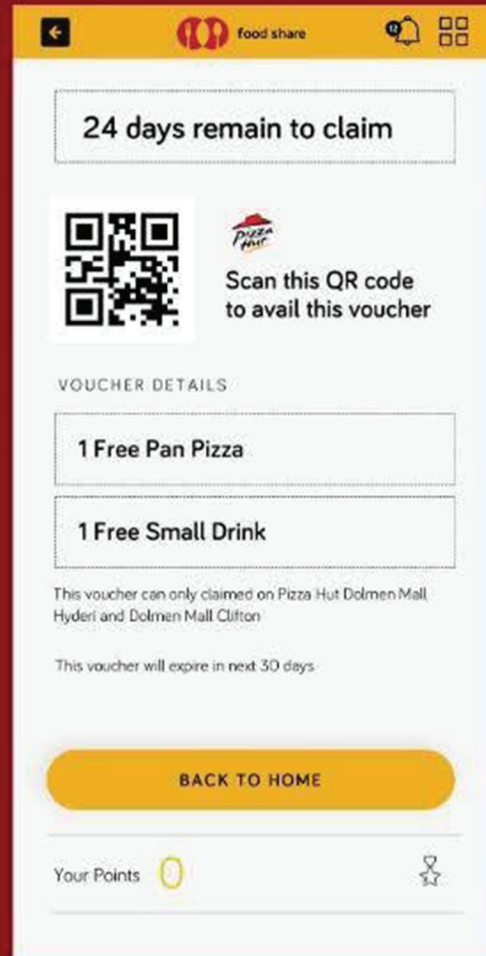 food share
24 days remain to claim
Pizza
Hut
Scan this QR code
to avail this voucher
VOUCHER DETAILS
1 Free Pan Pizza
1 Free Small Drink
This voucher can only claimed on Pizza Hut Dolmen Mall
Hyderi and Dolmen Mall Clifton
This voucher will expire in next 30 days
BACK TO HOME
Your Points 0